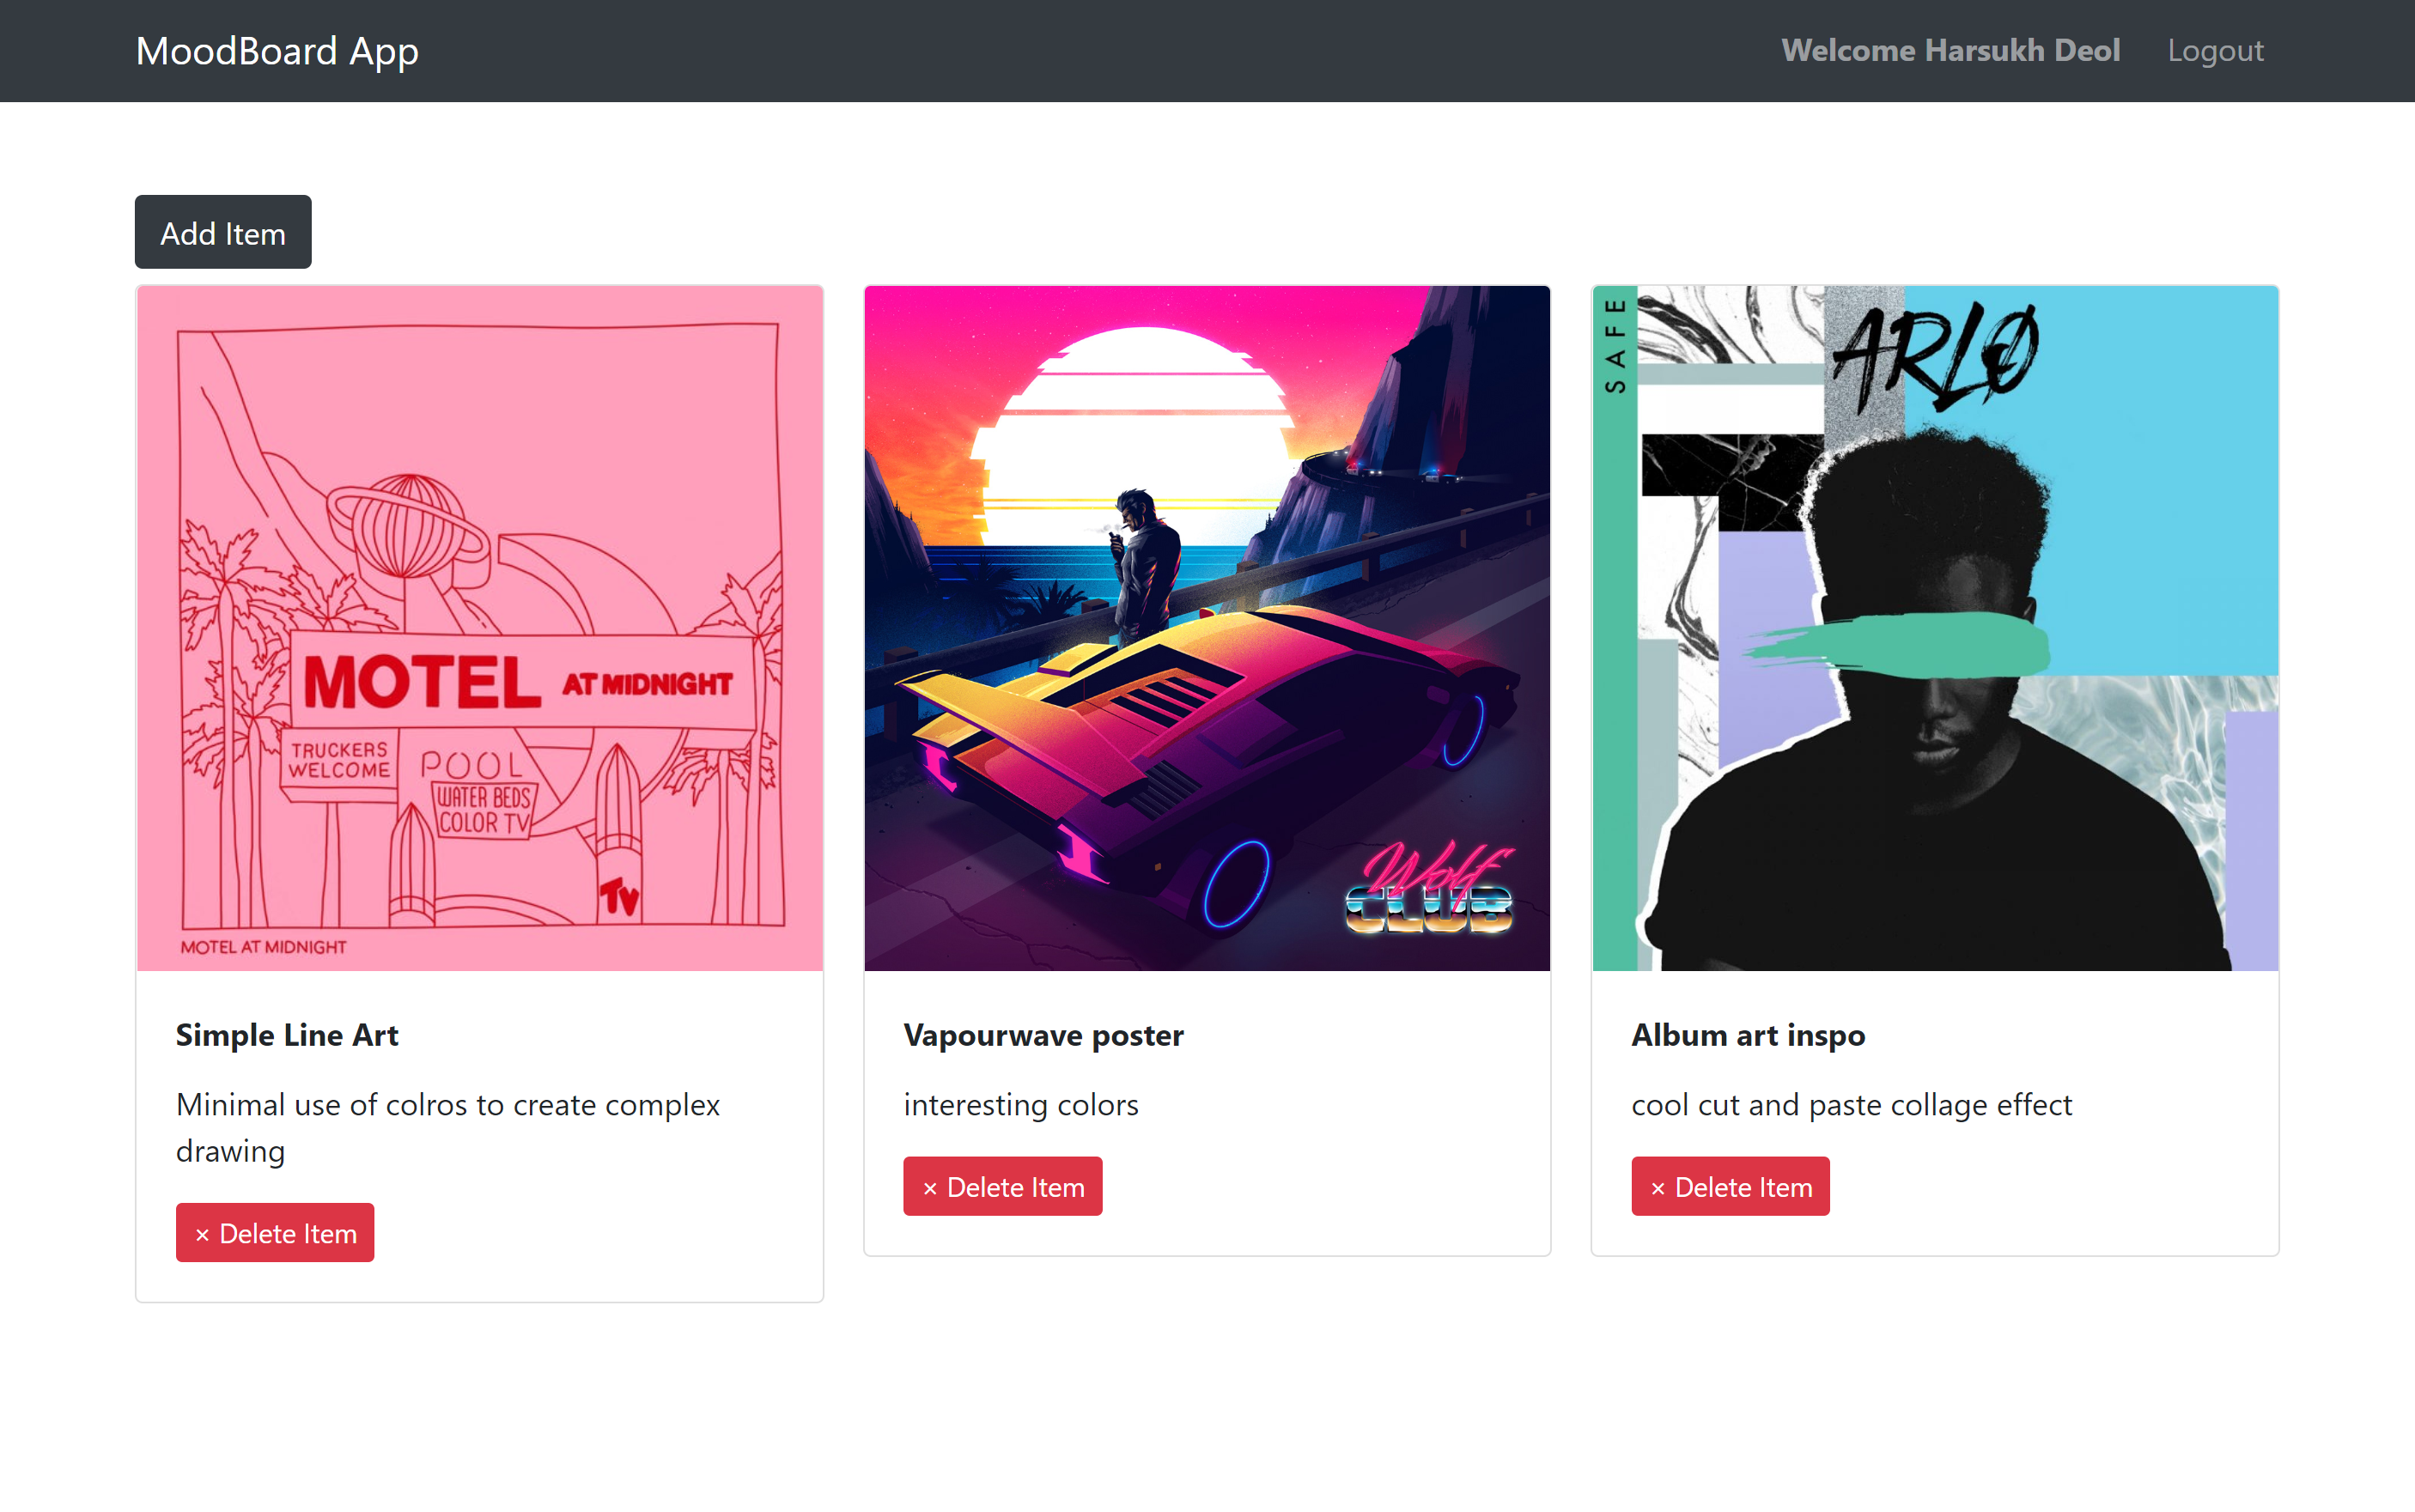 MoodBoard App
Welcome Harsukh Deol
Logout
Add Item
MOTEL AT MIDNIGHT
TRUCKERS
WELCOME
POOL
WATER BEDS
COLOR TV
TV
MOTEL AT MIDNIGHT
Wolf
CLUB
SAFE
ARLØ
Simple Line Art
Minimal use of colros to create complex
drawing
× Delete Item
Vapourwave poster
interesting colors
× Delete Item
Album art inspo
cool cut and paste collage effect
× Delete Item